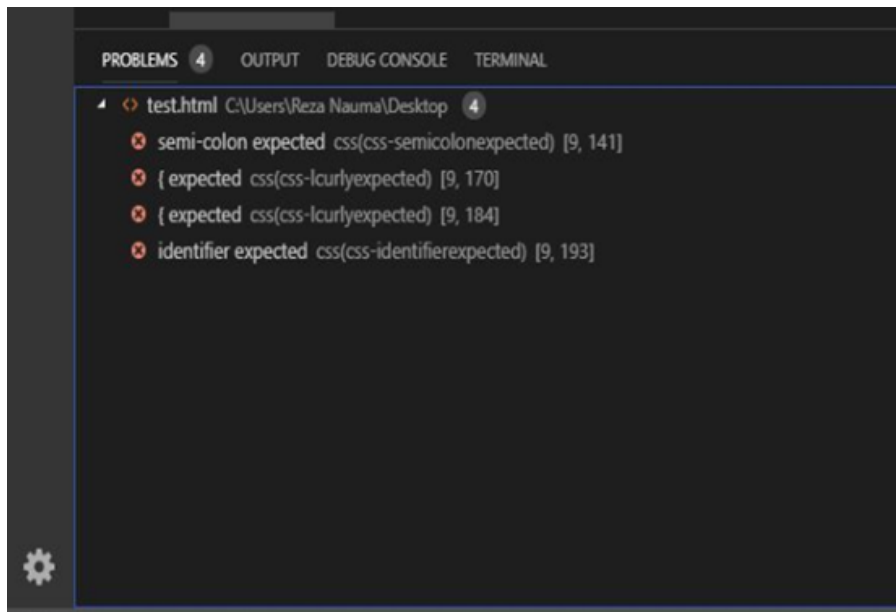 PROBLEMS 4 OUTPUT DEBUG CONSOLE TERMINAL
test.html C:\Users\Reza Nauma\Desktop 4
semi-colon expected css(css-semicolonexpected) [9, 141]
{ expected css(css-lcurlyexpected) [9, 170]
{ expected css(css-lcurlyexpected) [9, 184]
identifier expected css(css-identifierexpected) [9, 193]